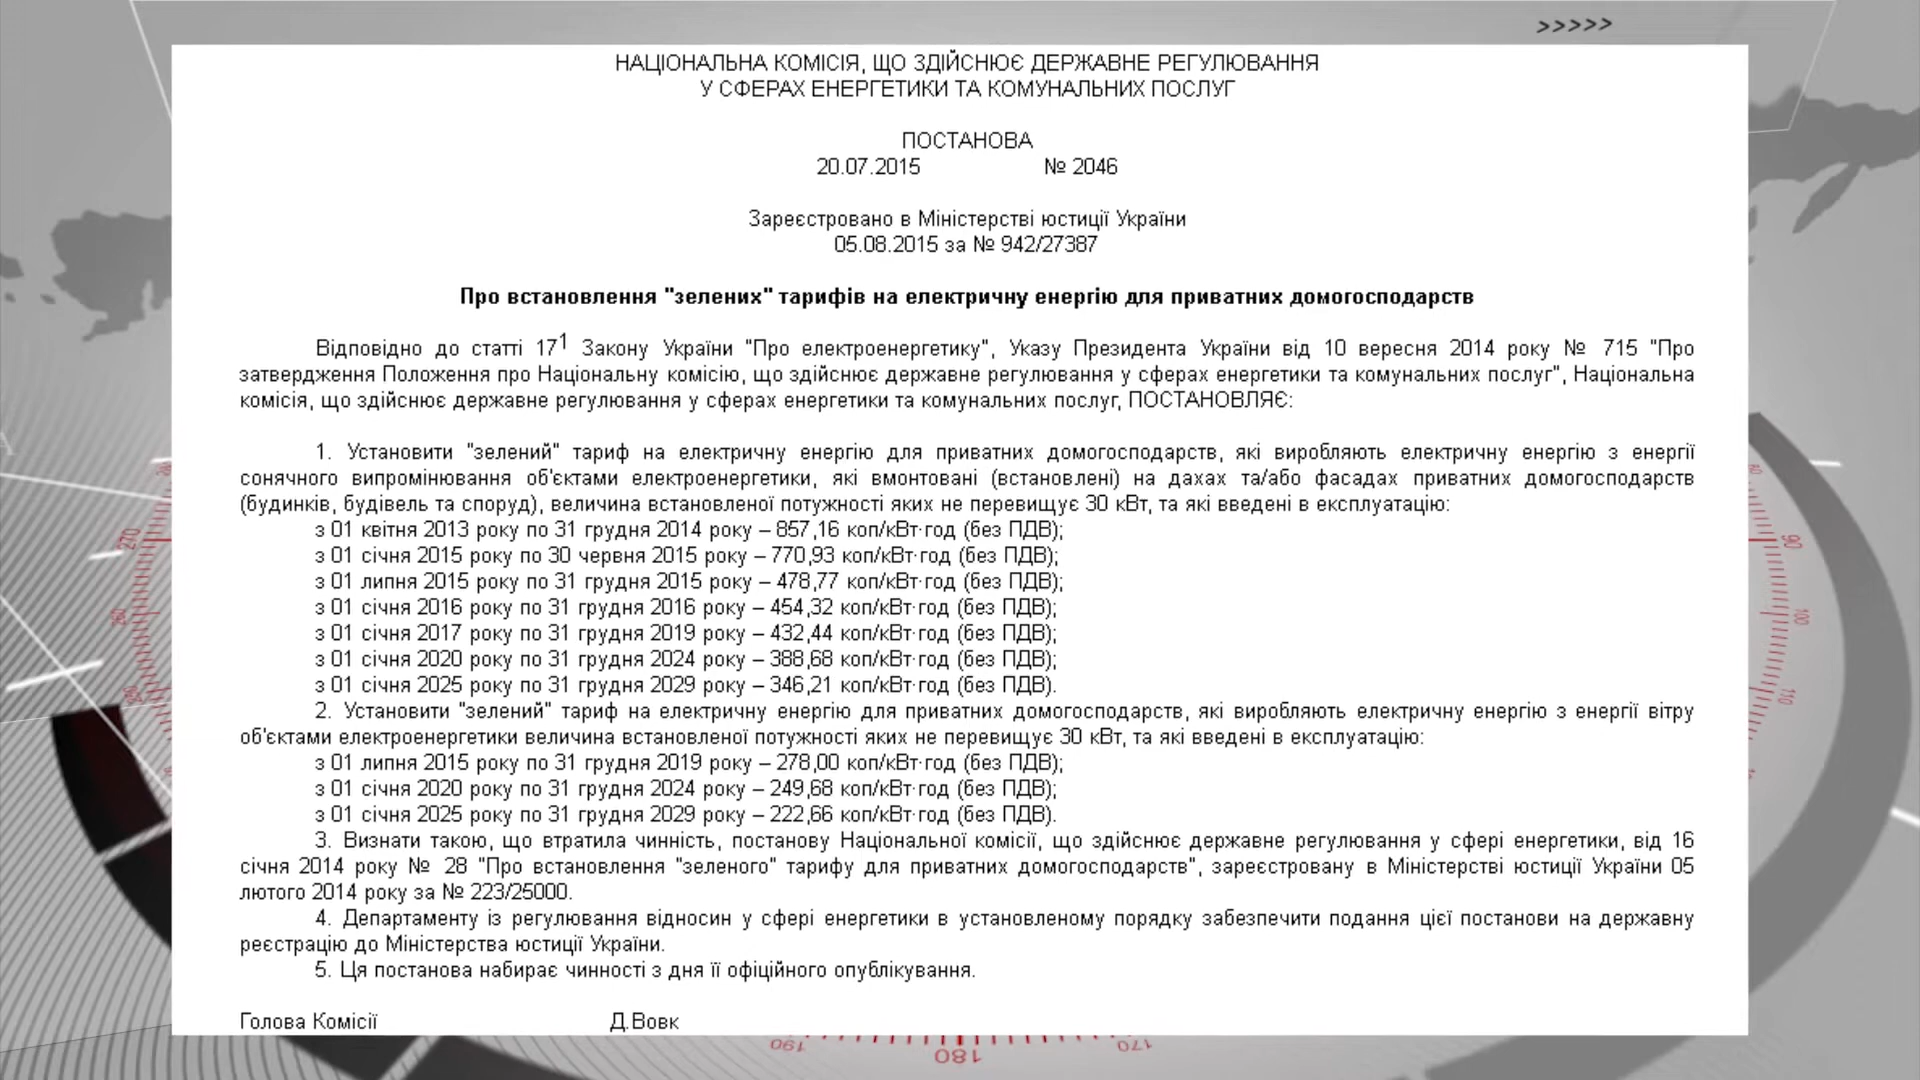 >>>>>
НАЦІОНАЛЬНА КОМІСІЯ, ЩО ЗДІЙСНЮЄ ДЕРЖАВНЕ РЕГУЛЮВАННЯ
У СФЕРАХ ЕНЕРГЕТИКИ ТА КОМУНАЛЬНИХ ПОСЛУГ
ПОСТАНОВА
20.07.2015 № 2046
Зареєстровано в Міністерстві юстиції України
05.08.2015 за № 942/27387
Про встановлення "зелених" тарифів на електричну енергію для приватних домогосподарств
Відповідно до статті 17¹ Закону України "Про електроенергетику", Указу Президента України від 10 вересня 2014 року № 715 "Про
затвердження Положення про Національну комісію, що здійснює державне регулювання у сферах енергетики та комунальних послуг", Національна
комісія, що здійснює державне регулювання у сферах енергетики та комунальних послуг, ПОСТАНОВЛЯЄ:
1. Установити "зелений" тариф на електричну енергію для приватних домогосподарств, які виробляють електричну енергію з енергії
сонячного випромінювання об'єктами електроенергетики, які вмонтовані (встановлені) на дахах та/або фасадах приватних домогосподарств
(будинків, будівель та споруд), величина встановленої потужності яких не перевищує 30 кВт, та які введені в експлуатацію:
з 01 квітня 2013 року по 31 грудня 2014 року – 857,16 коп/кВт·год (без ПДВ);
з 01 січня 2015 року по 30 червня 2015 року – 770,93 коп/кВт·год (без ПДВ);
з 01 липня 2015 року по 31 грудня 2015 року – 478,77 коп/кВт·год (без ПДВ);
з 01 січня 2016 року по 31 грудня 2016 року – 454,32 коп/кВт·год (без ПДВ);
з 01 січня 2017 року по 31 грудня 2019 року – 432,44 коп/кВт·год (без ПДВ);
з 01 січня 2020 року по 31 грудня 2024 року – 388,68 коп/кВт·год (без ПДВ);
з 01 січня 2025 року по 31 грудня 2029 року – 346,21 коп/кВт·год (без ПДВ).
2. Установити "зелений" тариф на електричну енергію для приватних домогосподарств, які виробляють електричну енергію з енергії вітру
об'єктами електроенергетики величина встановленої потужності яких не перевищує 30 кВт, та які введені в експлуатацію:
з 01 липня 2015 року по 31 грудня 2019 року – 278,00 коп/кВт·год (без ПДВ);
з 01 січня 2020 року по 31 грудня 2024 року – 249,68 коп/кВт·год (без ПДВ);
з 01 січня 2025 року по 31 грудня 2029 року – 222,66 коп/кВт·год (без ПДВ).
3. Визнати такою, що втратила чинність, постанову Національної комісії, що здійснює державне регулювання у сфері енергетики, від 16
січня 2014 року № 28 "Про встановлення "зеленого" тарифу для приватних домогосподарств", зареєстровану в Міністерстві юстиції України 05
лютого 2014 року за № 223/25000.
4. Департаменту із регулювання відносин у сфері енергетики в установленому порядку забезпечити подання цієї постанови на державну
реєстрацію до Міністерства юстиції України.
5. Ця постанова набирає чинності з дня її офіційного опублікування.
Голова Комісії Д.Вовк
270
260
90
100
110
190
180
170